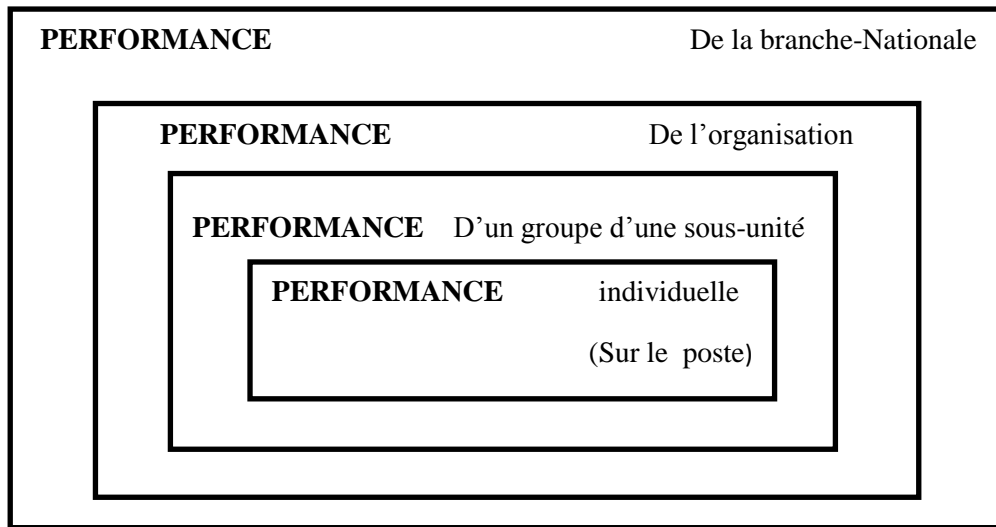 PERFORMANCE De la branche-Nationale
PERFORMANCE De l’organisation
PERFORMANCE D’un groupe d’une sous-unité
PERFORMANCE individuelle
(Sur le poste)